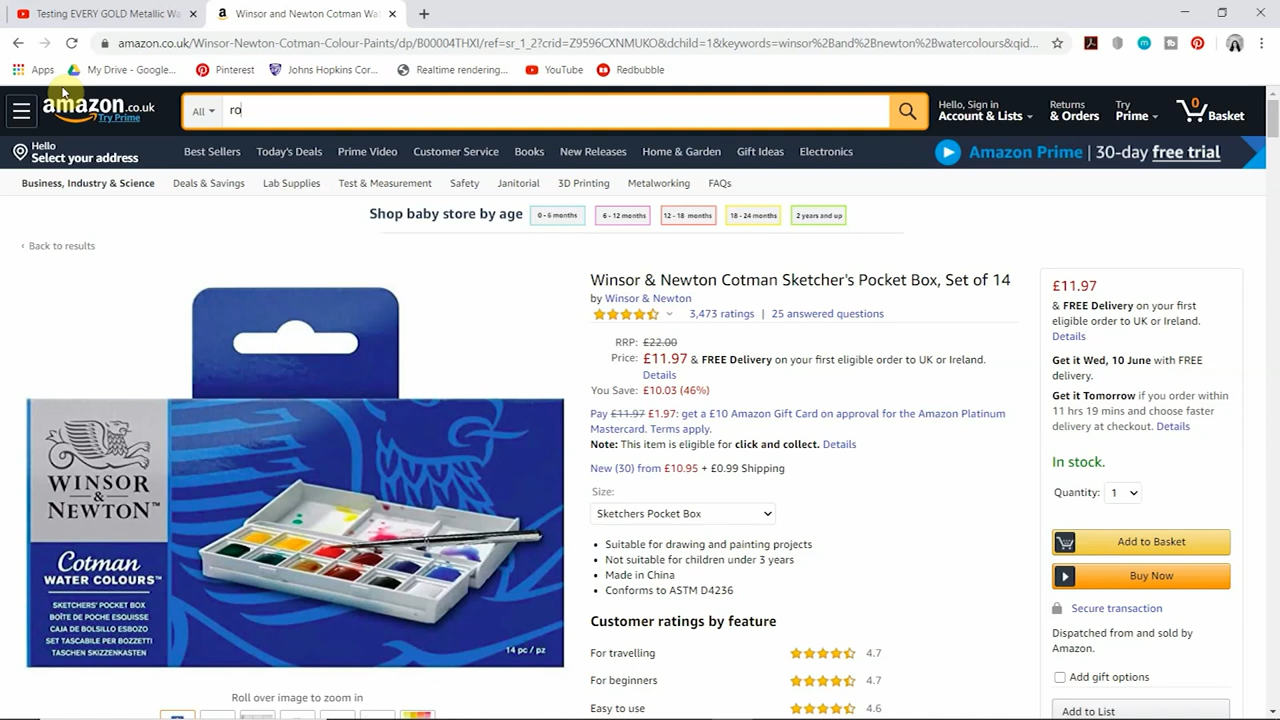 Testing EVERY GOLD Metallic Wa
Winsor and Newton Cotman Wa
amazon.co.uk/Winsor-Newton-Cotman-Colour-Paints/dp/B00004THXI/ref=sr_1_2?crid=Z9596CXNMUKO&dchild=1&keywords=winsor%2Band%2Bnewton%2Bwatercolours&qid...
Apps
My Drive - Google...
Pinterest
Johns Hopkins Cor...
Realtime rendering...
YouTube
Redbubble
amazon.co.uk
Try Prime
All
ro
Hello, Sign in
Account & Lists
Returns
& Orders
Try
Prime
0
Basket
Hello
Select your address
Best Sellers
Today's Deals
Prime Video
Customer Service
Books
New Releases
Home & Garden
Gift Ideas
Electronics
Amazon Prime | 30-day free trial
Business, Industry & Science
Deals & Savings
Lab Supplies
Test & Measurement
Safety
Janitorial
3D Printing
Metalworking
FAQs
Shop baby store by age
0 - 6 months
6 - 12 months
12 - 18 months
18 - 24 months
2 years and up
‹ Back to results
WINSOR
&
NEWTON™
Cotman
WATER COLOURS™
SKETCHERS' POCKET BOX
BOÎTE DE POCHE ESQUISSE
CAJA DE BOLSILLO ESBOZO
SET TASCABILE PER BOZZETTI
TASCHEN SKIZZENKASTEN
14 pc / pz
Roll over image to zoom in
Winsor & Newton Cotman Sketcher's Pocket Box, Set of 14
by Winsor & Newton
3,473 ratings | 25 answered questions
RRP: £22.00
Price: £11.97 & FREE Delivery on your first eligible order to UK or Ireland.
Details
You Save: £10.03 (46%)
Pay £11.97 £1.97: get a £10 Amazon Gift Card on approval for the Amazon Platinum
Mastercard. Terms apply.
Note: This item is eligible for click and collect. Details
New (30) from £10.95 + £0.99 Shipping
Size:
Sketchers Pocket Box
• Suitable for drawing and painting projects
• Not suitable for children under 3 years
• Made in China
• Conforms to ASTM D4236
Customer ratings by feature
For travelling 4.7
For beginners 4.7
Easy to use 4.6
£11.97
& FREE Delivery on your first
eligible order to UK or Ireland.
Details
Get it Wed, 10 June with FREE
delivery.
Get it Tomorrow if you order within
11 hrs 19 mins and choose faster
delivery at checkout. Details
In stock.
Quantity: 1
Add to Basket
Buy Now
Secure transaction
Dispatched from and sold by
Amazon.
Add gift options
Add to List